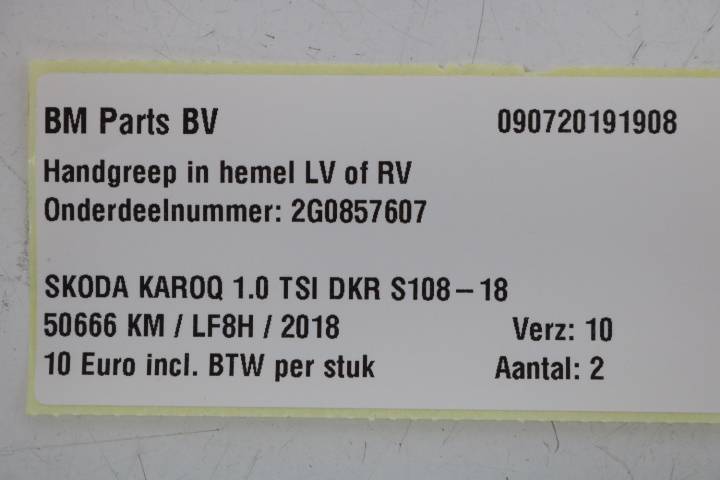 BM Parts BV 090720191908
Handgreep in hemel LV of RV
Onderdeelnummer: 2G0857607
SKODA KAROQ 1.0 TSI DKR S108-18
50666 KM / LF8H / 2018 Verz: 10
10 Euro incl. BTW per stuk Aantal: 2